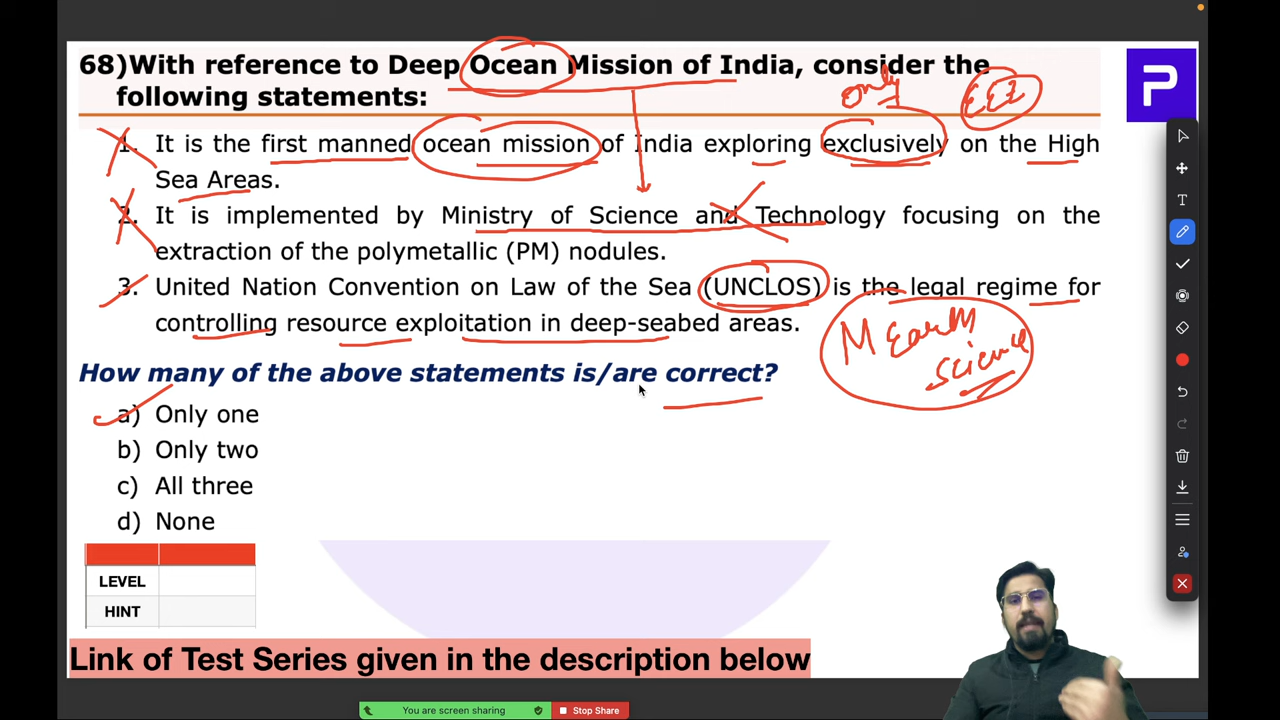 68)With reference to Deep Ocean Mission of India, consider the
following statements:
only
EEZ
1. It is the first manned ocean mission of India exploring exclusively on the High
Sea Areas.
2. It is implemented by Ministry of Science and Technology focusing on the
extraction of the polymetallic (PM) nodules.
3. United Nation Convention on Law of the Sea (UNCLOS) is the legal regime for
controlling resource exploitation in deep-seabed areas.
M Earth
Science
How many of the above statements is/are correct?
a) Only one
b) Only two
c) All three
d) None
LEVEL
HINT
Link of Test Series given in the description below
P
T
You are screen sharing
Stop Share